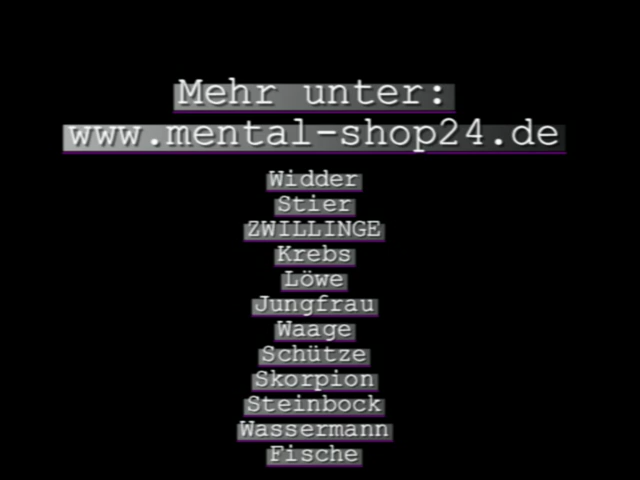 Mehr unter:
www.mental-shop24.de
Widder
Stier
ZWILLINGE
Krebs
Löwe
Jungfrau
Waage
Schütze
Skorpion
Steinbock
Wassermann
Fische